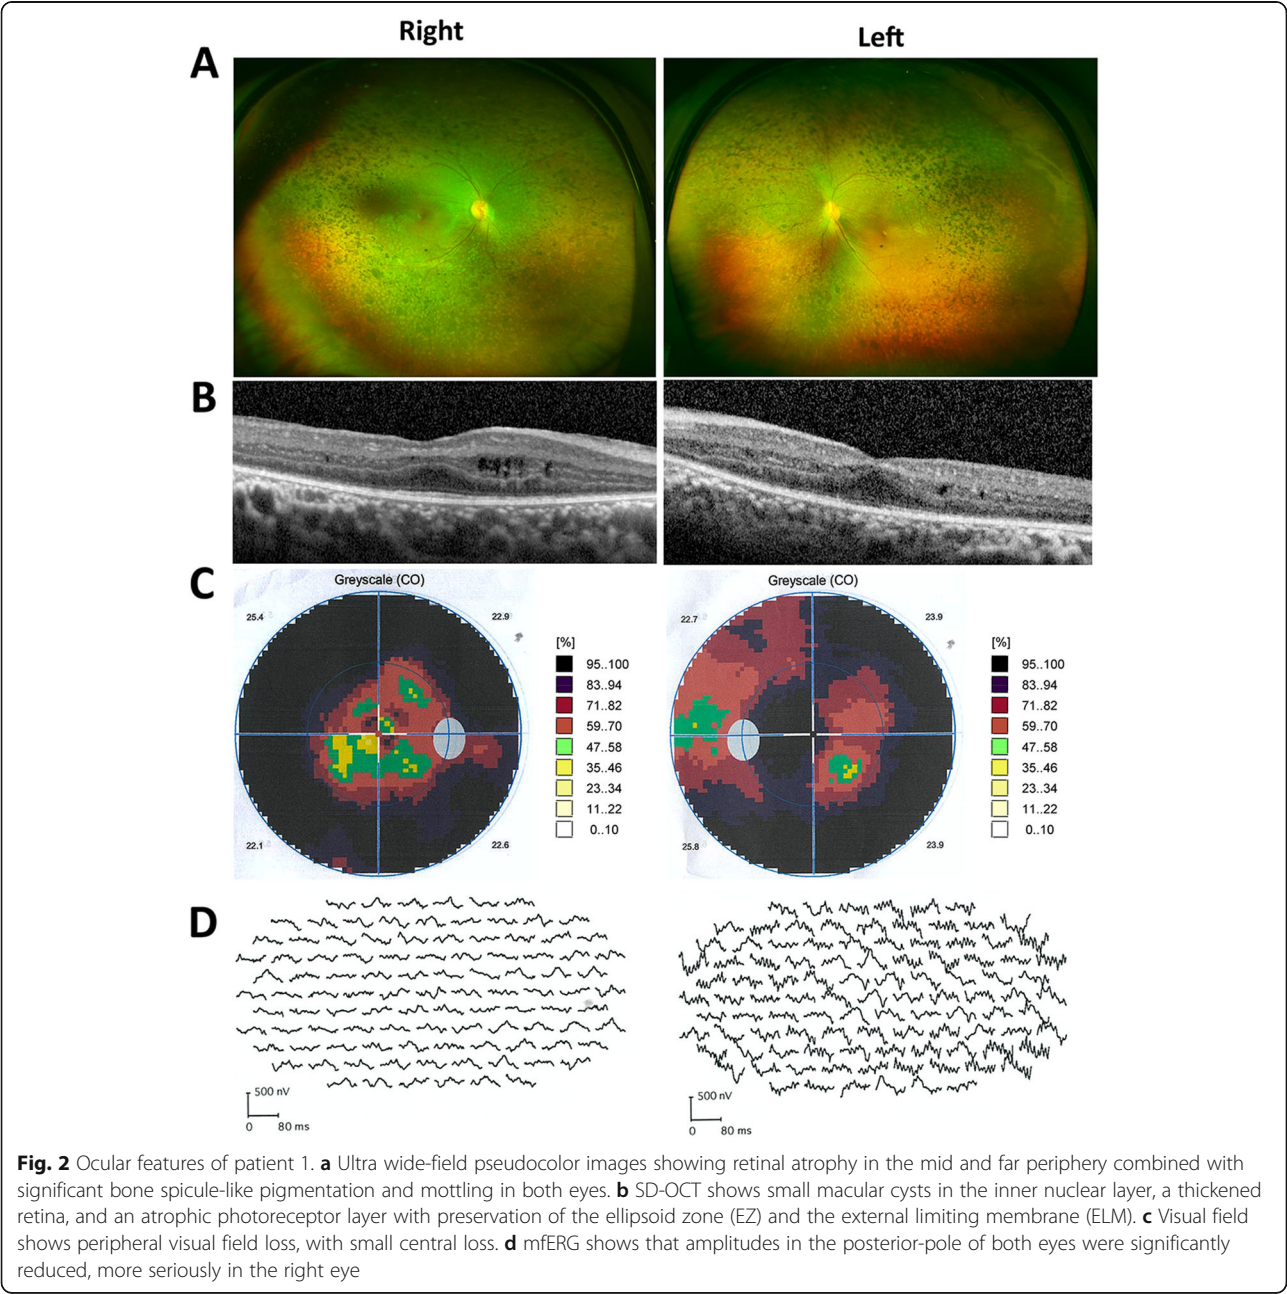 Right
Left
A
B
C
Greyscale (CO)
25.4
22.9
22.1
22.6
[%]
95..100
83..94
71..82
59..70
47..58
35..46
23..34
11..22
0..10
Greyscale (CO)
22.7
23.9
25.8
23.9
[%]
95..100
83..94
71..82
59..70
47..58
35..46
23..34
11..22
0..10
D
500 nV
0
80 ms
500 nV
0
80 ms
Fig. 2 Ocular features of patient 1. a Ultra wide-field pseudocolor images showing retinal atrophy in the mid and far periphery combined with
significant bone spicule-like pigmentation and mottling in both eyes. b SD-OCT shows small macular cysts in the inner nuclear layer, a thickened
retina, and an atrophic photoreceptor layer with preservation of the ellipsoid zone (EZ) and the external limiting membrane (ELM). c Visual field
shows peripheral visual field loss, with small central loss. d mfERG shows that amplitudes in the posterior-pole of both eyes were significantly
reduced, more seriously in the right eye